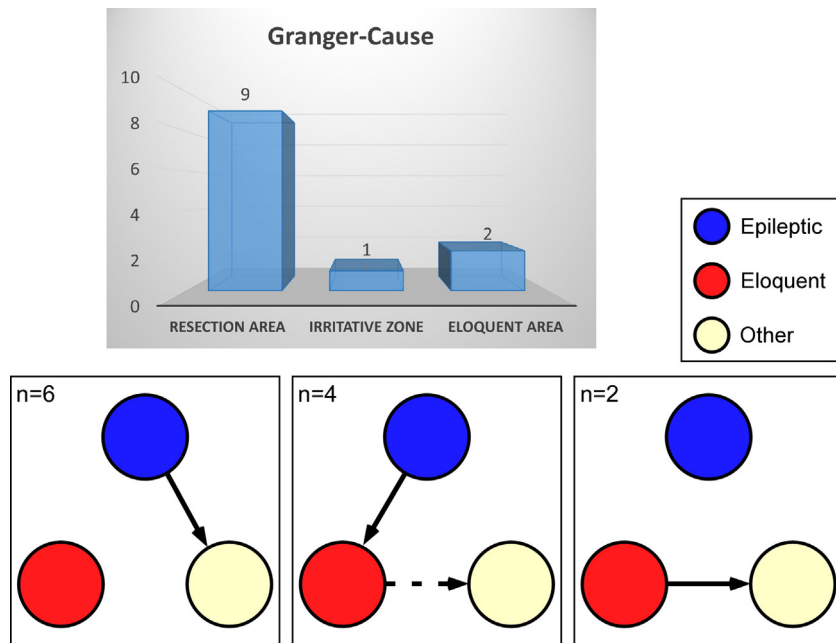 Granger-Cause
10
8
6
4
2
0
9
1
2
RESECTION AREA
IRRITATIVE ZONE
ELOQUENT AREA
Epileptic
Eloquent
Other
n=6
n=4
n=2